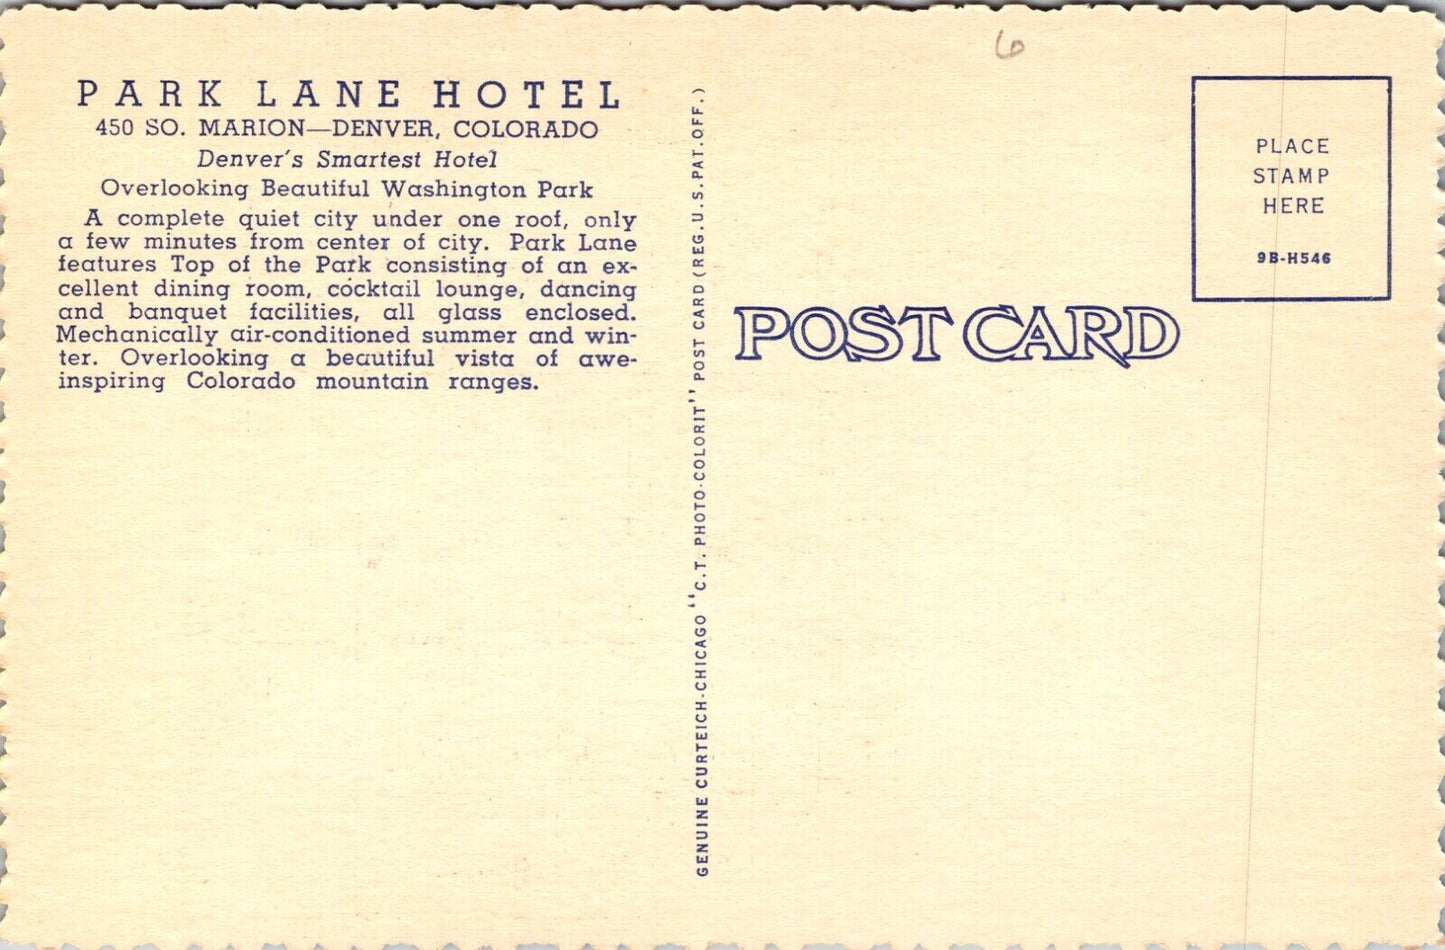 6
PARK LANE HOTEL
450 SO. MARION—DENVER, COLORADO
Denver's Smartest Hotel
Overlooking Beautiful Washington Park
A complete quiet city under one roof, only
a few minutes from center of city. Park Lane
features Top of the Park consisting of an ex-
cellent dining room, cocktail lounge, dancing
and banquet facilities, all glass enclosed.
Mechanically air-conditioned summer and win-
ter. Overlooking a beautiful vista of awe-
inspiring Colorado mountain ranges.
GENUINE CURTEICH-CHICAGO "C.T. PHOTO-COLORIT" POST CARD (REG. U.S. PAT. OFF.)
POST CARD
PLACE
STAMP
HERE
9B-H546